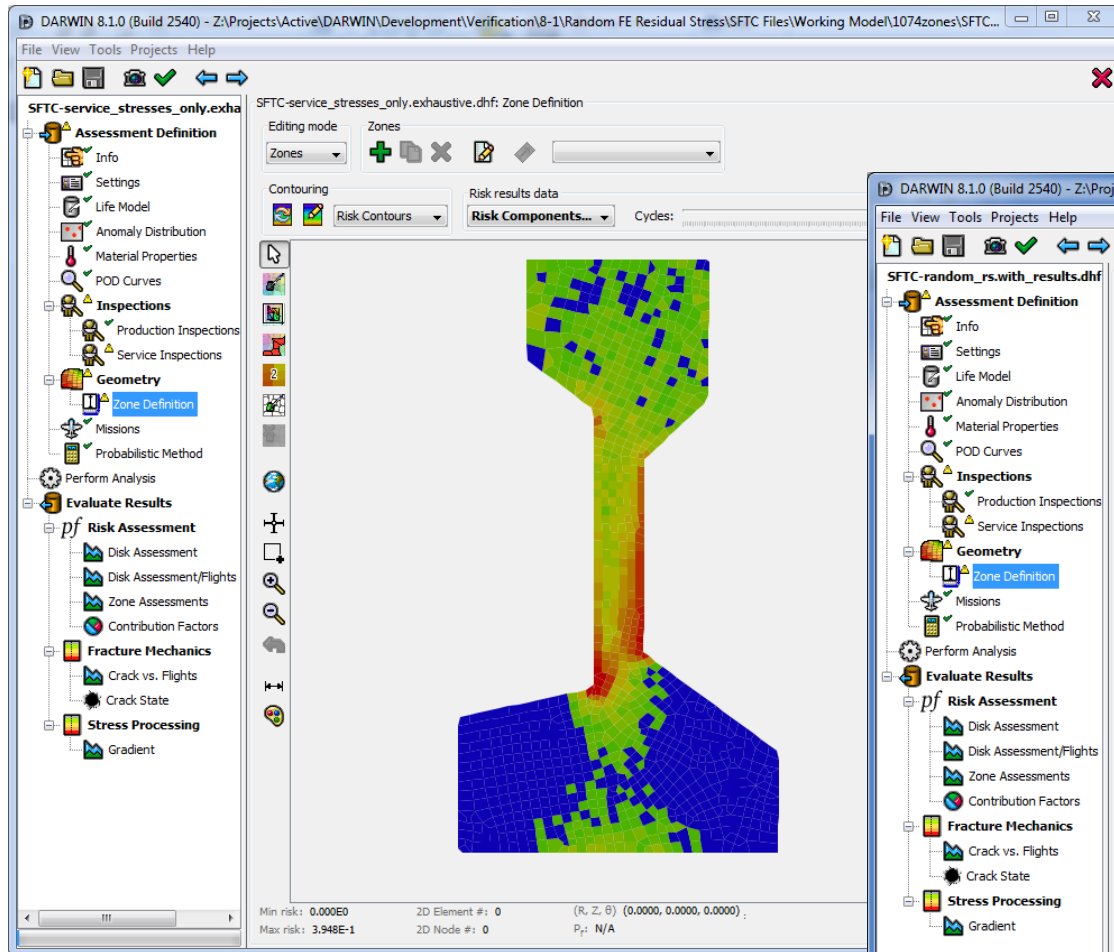 DARWIN 8.1.0 (Build 2540) - Z:\Projects\Active\DARWIN\Development\Verification\8-1\Random FE Residual Stress\SFTC Files\Working Model\1074zones\SFTC...
File View Tools Projects Help
SFTC-service_stresses_only.exha
Assessment Definition
Info
Settings
Life Model
Anomaly Distribution
Material Properties
POD Curves
Inspections
Production Inspections
Service Inspections
Geometry
Zone Definition
Missions
Probabilistic Method
Perform Analysis
Evaluate Results
pf Risk Assessment
Disk Assessment
Disk Assessment/Flights
Zone Assessments
Contribution Factors
Fracture Mechanics
Crack vs. Flights
Crack State
Stress Processing
Gradient
SFTC-service_stresses_only.exhaustive.dhf: Zone Definition
Editing mode
Zones
Zones
Contouring
Risk Contours
Risk results data
Risk Components...
Cycles:
2
Min risk: 0.000E0
2D Element #: 0
(R, Z, θ) (0.0000, 0.0000, 0.0000) :
Max risk: 3.948E-1
2D Node #: 0
Pf: N/A
DARWIN 8.1.0 (Build 2540) - Z:\Proj
File View Tools Projects Help
SFTC-random_rs.with_results.dhf
Assessment Definition
Info
Settings
Life Model
Anomaly Distribution
Material Properties
POD Curves
Inspections
Production Inspections
Service Inspections
Geometry
Zone Definition
Missions
Probabilistic Method
Perform Analysis
Evaluate Results
pf Risk Assessment
Disk Assessment
Disk Assessment/Flights
Zone Assessments
Contribution Factors
Fracture Mechanics
Crack vs. Flights
Crack State
Stress Processing
Gradient